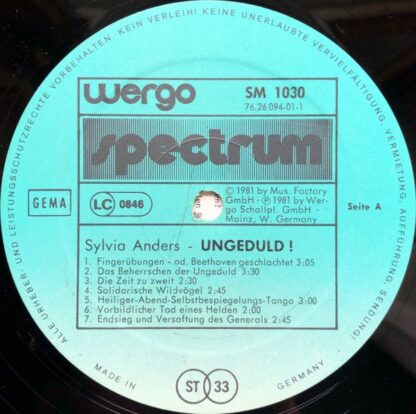 ALLE URHEBER UND LEISTUNGSSCHUTZRECHTE VORBEHALTEN. KEIN VERLEIH! KEINE UNERLAUBTE VERVIELFÄLTIGUNG, VERMIETUNG, AUFFÜHRUNG, SENDUNG!
wergo
SM 1030
76.26 094-01-1
spectrum
GEMA
LC 0846
© 1981 by Mus. Factory
GmbH · ℗ 1981 by Wer-
go Schallpl. GmbH ·
Mainz, W. Germany
Seite A
Sylvia Anders - UNGEDULD !
1. Fingerübungen - od. Beethoven geschlachtet 3:05
2. Das Beherrschen der Ungeduld 3:30
3. Die Zeit zu zweit 2:30
4. Solidarische Wildvögel 2:45
5. Heiliger-Abend-Selbstbespiegelungs-Tango 3:00
6. Vorbildlicher Tod eines Helden 2:00
7. Endsieg und Versaftung des Generals 2:45
MADE IN
ST 33
GERMANY